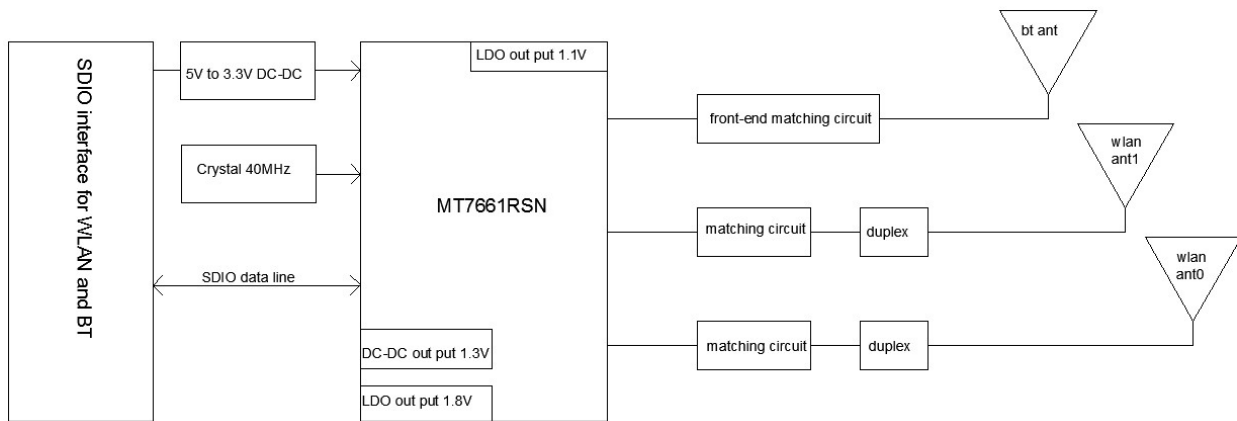 SDIO interface for WLAN and BT
5V to 3.3V DC-DC
Crystal 40MHz
SDIO data line
LDO out put 1.1V
MT7661RSN
DC-DC out put 1.3V
LDO out put 1.8V
front-end matching circuit
bt ant
matching circuit
duplex
wlan
ant1
matching circuit
duplex
wlan
ant0